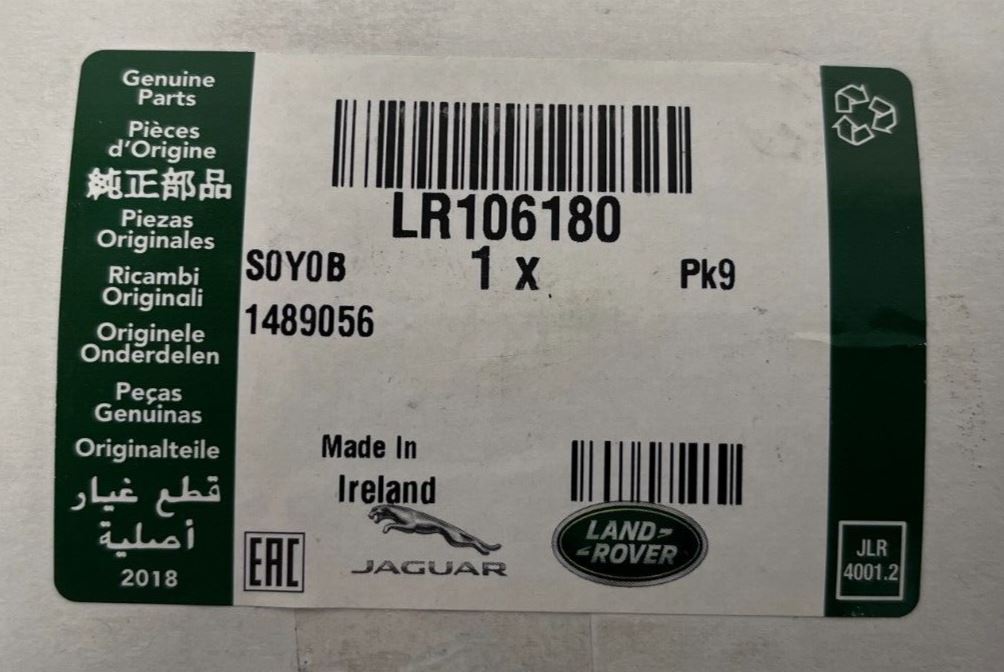 Genuine
Parts
Pièces
d'Origine
純正部品
Piezas
Originales
Ricambi
Originali
Originele
Onderdelen
Peças
Genuinas
Originalteile
قطع غيار
أصلية
2018
LR106180
S0Y0B 1 x Pk9
1489056
Made In
Ireland
EAC
JAGUAR
LAND-
-ROVER
JLR
4001.2